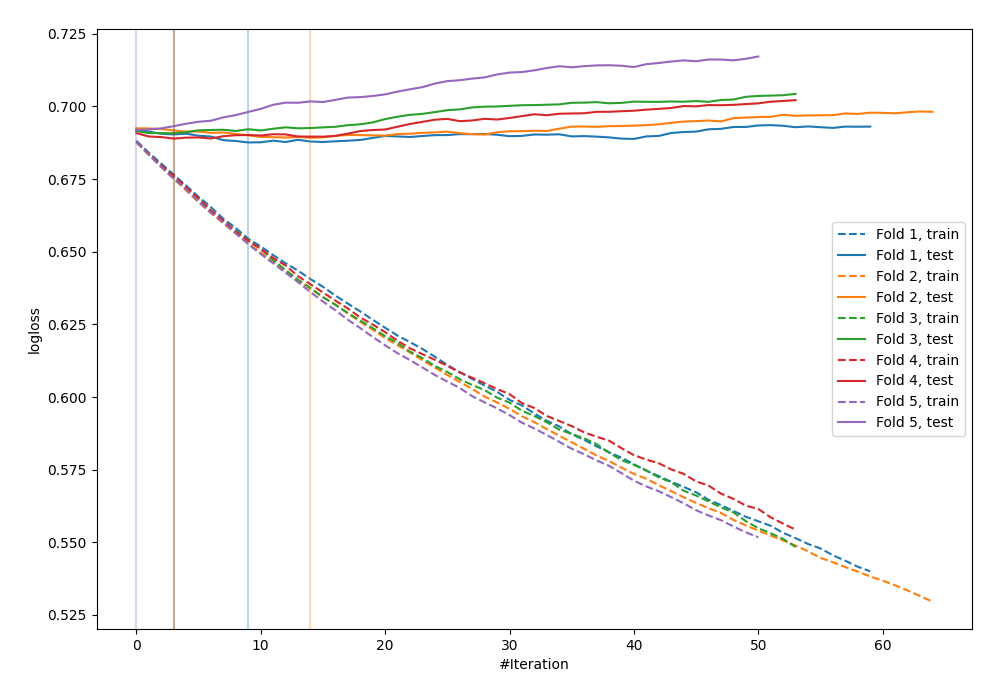 0.725
0.700
0.675
0.650
0.625
0.600
0.575
0.550
0.525
logloss
0
10
20
30
40
50
60
#Iteration
Fold 1, train
Fold 1, test
Fold 2, train
Fold 2, test
Fold 3, train
Fold 3, test
Fold 4, train
Fold 4, test
Fold 5, train
Fold 5, test